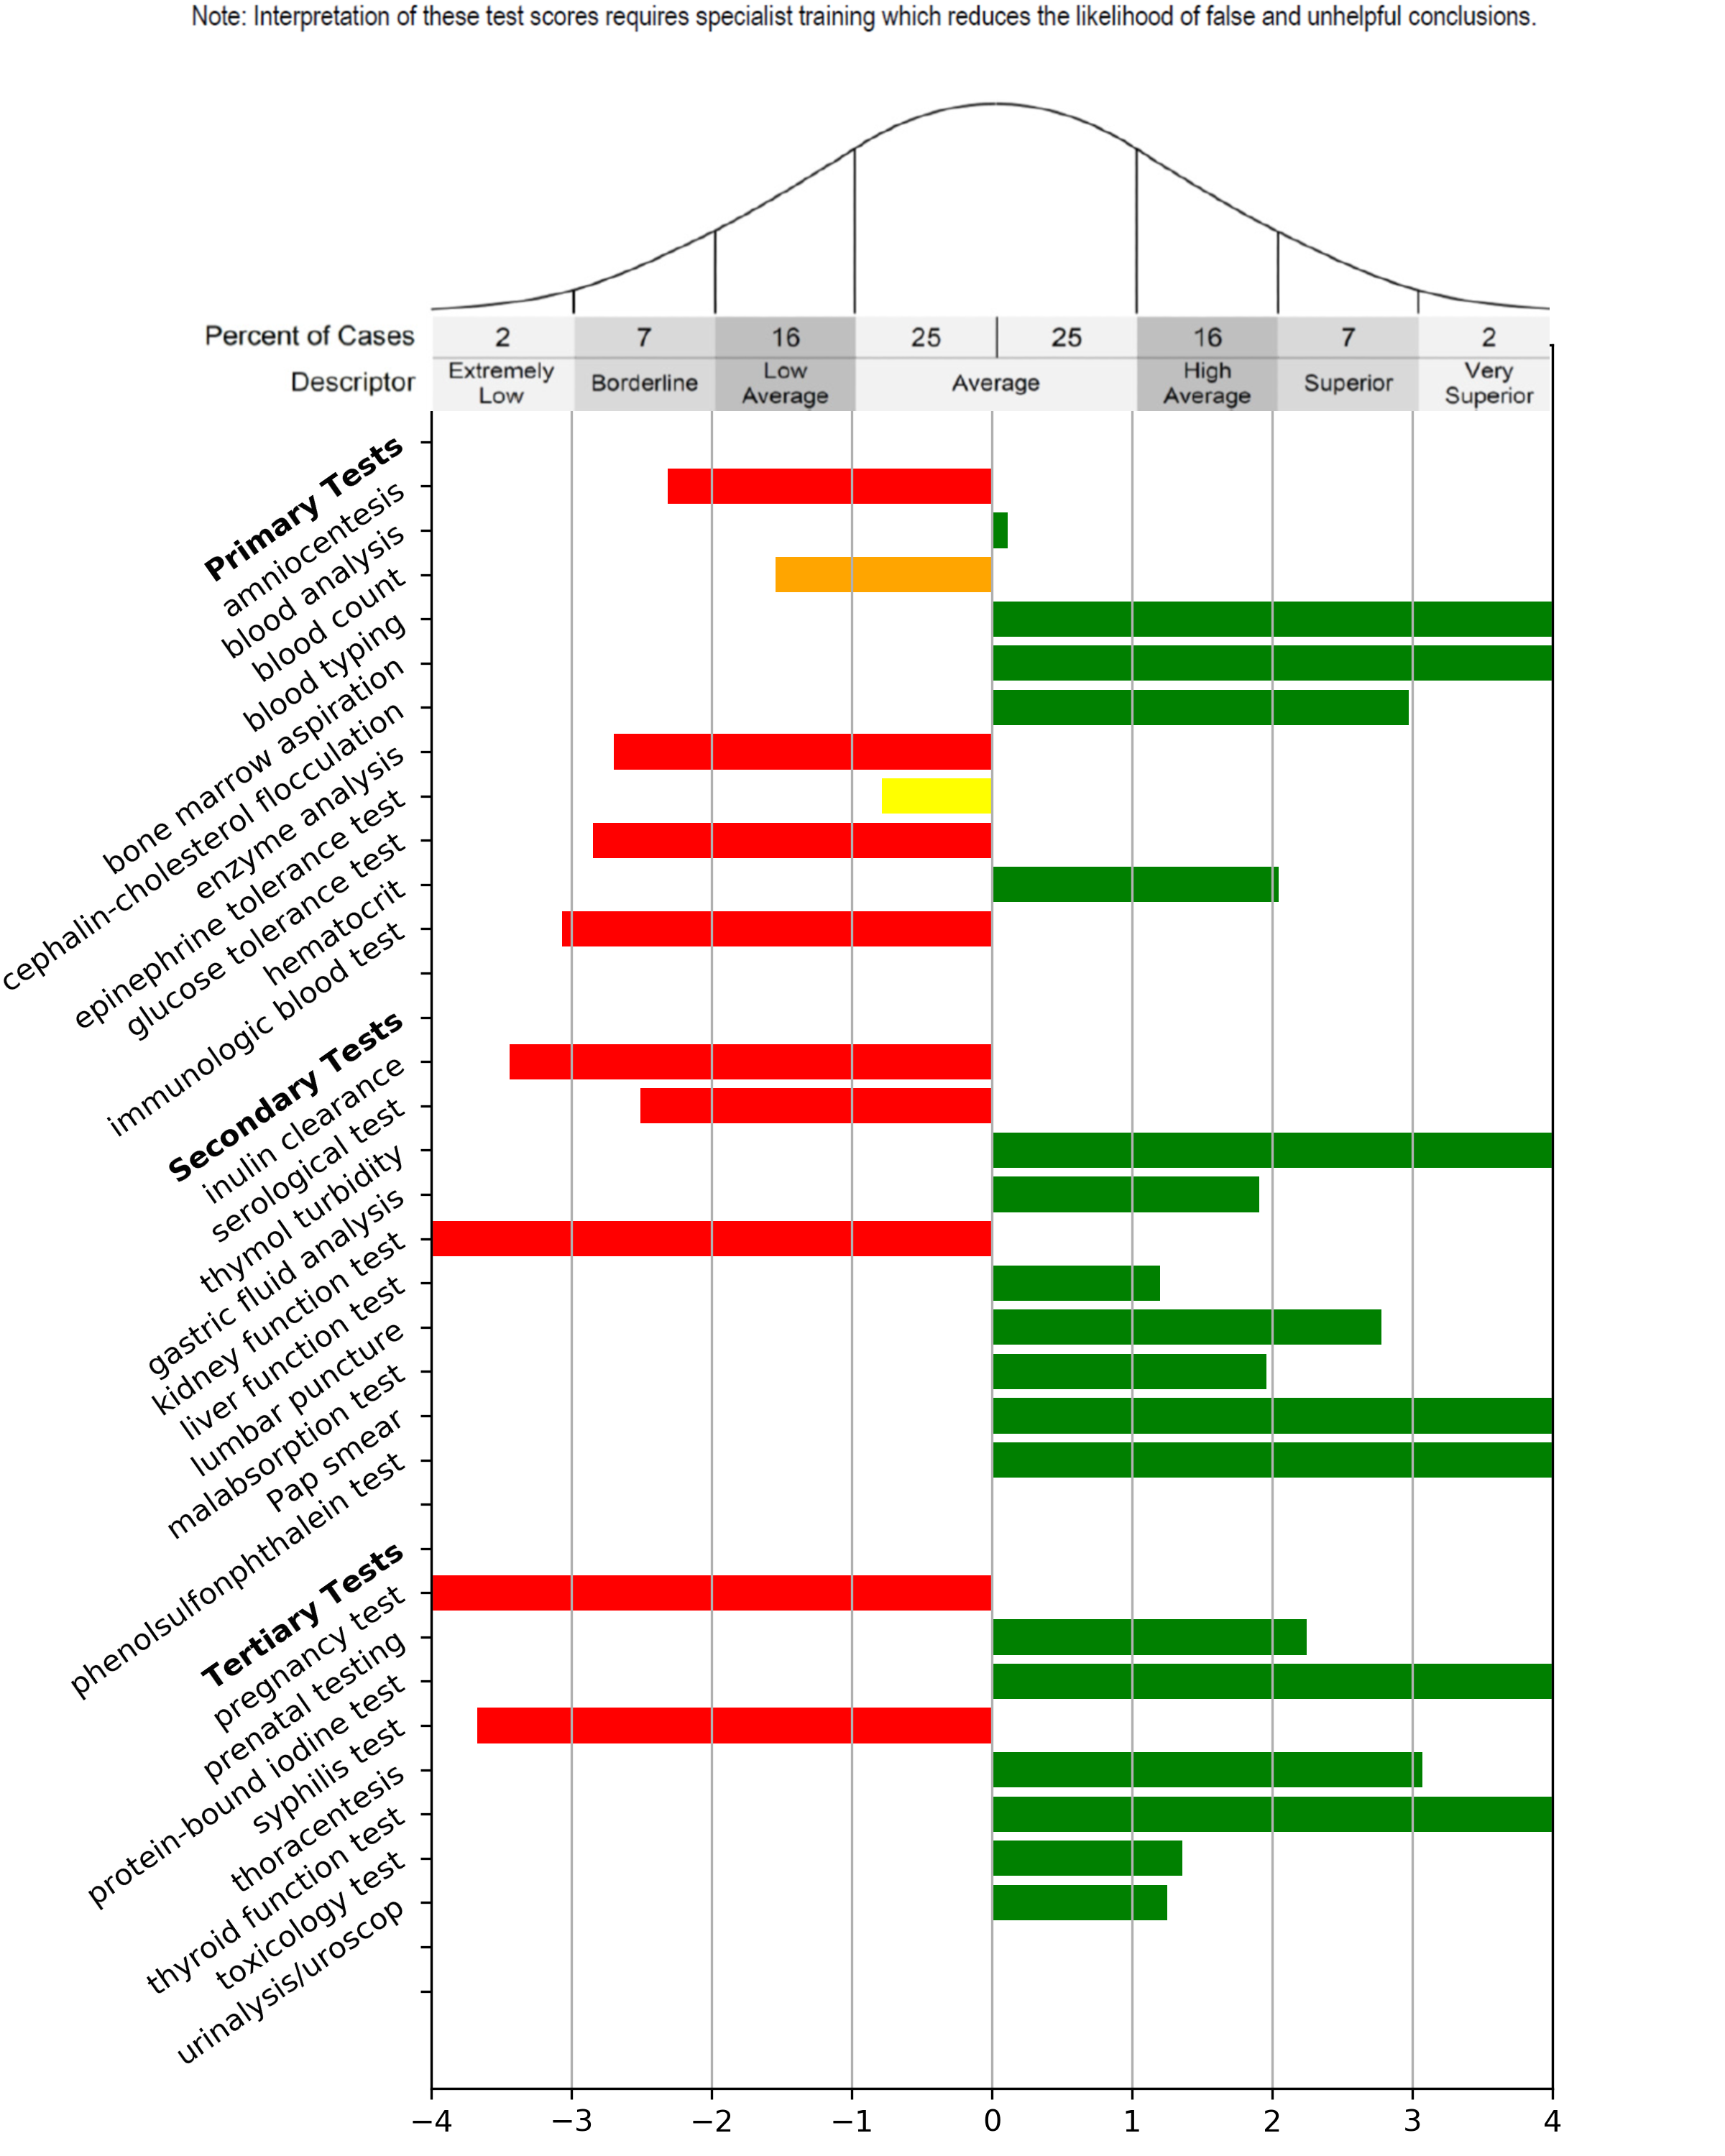 Note: Interpretation of these test scores requires specialist training which reduces the likelihood of false and unhelpful conclusions.
Percent of Cases 2 7 16 25 25 16 7 2
Descriptor Extremely Low Borderline Low Average Average High Average Superior Very Superior
Primary Tests
amniocentesis
blood analysis
blood count
blood typing
bone marrow aspiration
cephalin-cholesterol flocculation
enzyme analysis
epinephrine tolerance test
glucose tolerance test
hematocrit
immunologic blood test
Secondary Tests
inulin clearance
serological test
thymol turbidity
gastric fluid analysis
kidney function test
liver function test
lumbar puncture
malabsorption test
Pap smear
phenolsulfonphthalein test
Tertiary Tests
pregnancy test
prenatal testing
protein-bound iodine test
syphilis test
thoracentesis
thyroid function test
toxicology test
urinalysis/uroscop
−4 −3 −2 −1 0 1 2 3 4